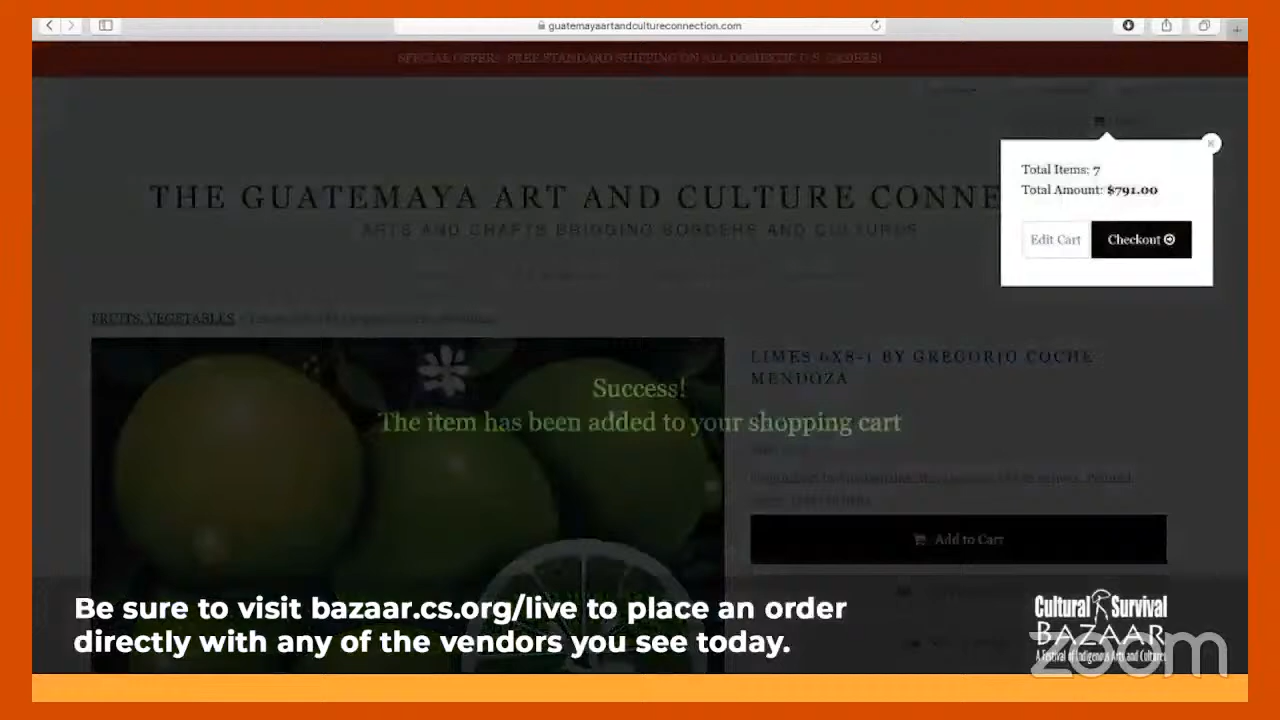 guatemayaartandcultureconnection.com
SPECIAL OFFERS: FREE STANDARD SHIPPING ON ALL DOMESTIC U.S. ORDERS!
Total Items: 7
Total Amount: $791.00
Edit Cart
Checkout
THE GUATEMAYA ART AND CULTURE CONNE
ARTS AND CRAFTS BRIDGING BORDERS AND CULTURES
FRUITS, VEGETABLES
LIMES 6X8-1 BY GREGORIO COCHE
MENDOZA
Success!
The item has been added to your shopping cart
Add to Cart
Be sure to visit bazaar.cs.org/live to place an order
directly with any of the vendors you see today.
Cultural Survival
BAZAAR
A Festival of Indigenous Arts and Cultures
zoom